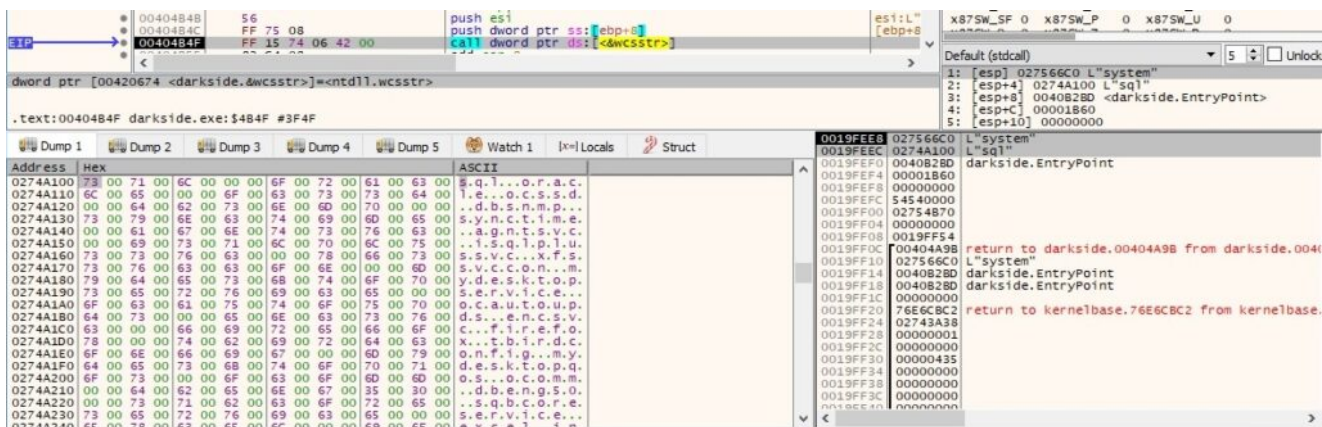 00404B4B 56 push esi esi:L"
00404B4C FF 75 08 push dword ptr ss:[ebp+8] [ebp+8
EIP 00404B4F FF 15 74 06 42 00 call dword ptr ds:[<&wcsstr>]
dword ptr [00420674 <darkside.&wcsstr>]=<ntdll.wcsstr>
.text:00404B4F darkside.exe:$4B4F #3F4F
x87SW_SF 0 x87SW_P 0 x87SW_U 0
Default (stdcall) 5 Unlock
1: [esp] 027566C0 L"system"
2: [esp+4] 0274A100 L"sql"
3: [esp+8] 0040B2BD <darkside.EntryPoint>
4: [esp+C] 00001B60
5: [esp+10] 00000000
Dump 1 Dump 2 Dump 3 Dump 4 Dump 5 Watch 1 [x=] Locals Struct
Address Hex ASCII
0274A100 73 00 71 00 6C 00 00 00 6F 00 72 00 61 00 63 00 s.q.l...o.r.a.c.
0274A110 6C 00 65 00 00 00 6F 00 63 00 73 00 73 00 64 00 l.e...o.c.s.s.d.
0274A120 00 00 64 00 62 00 73 00 6E 00 6D 00 70 00 00 00 ..d.b.s.n.m.p...
0274A130 73 00 79 00 6E 00 63 00 74 00 69 00 6D 00 65 00 s.y.n.c.t.i.m.e.
0274A140 00 00 61 00 67 00 6E 00 74 00 73 00 76 00 63 00 ..a.g.n.t.s.v.c.
0274A150 00 00 69 00 73 00 71 00 6C 00 70 00 6C 00 75 00 ..i.s.q.l.p.l.u.
0274A160 73 00 73 00 76 00 63 00 00 00 78 00 66 00 73 00 s.s.v.c...x.f.s.
0274A170 73 00 76 00 63 00 63 00 6F 00 6E 00 00 00 6D 00 s.v.c.c.o.n...m.
0274A180 79 00 64 00 65 00 73 00 6B 00 74 00 6F 00 70 00 y.d.e.s.k.t.o.p.
0274A190 73 00 65 00 72 00 76 00 69 00 63 00 65 00 00 00 s.e.r.v.i.c.e...
0274A1A0 6F 00 63 00 61 00 75 00 74 00 6F 00 75 00 70 00 o.c.a.u.t.o.u.p.
0274A1B0 64 00 73 00 00 00 65 00 6E 00 63 00 73 00 76 00 d.s...e.n.c.s.v.
0274A1C0 63 00 00 00 66 00 69 00 72 00 65 00 66 00 6F 00 c...f.i.r.e.f.o.
0274A1D0 78 00 00 00 74 00 62 00 69 00 72 00 64 00 63 00 x...t.b.i.r.d.c.
0274A1E0 6F 00 6E 00 66 00 69 00 67 00 00 00 6D 00 79 00 o.n.f.i.g...m.y.
0274A1F0 64 00 65 00 73 00 6B 00 74 00 6F 00 70 00 71 00 d.e.s.k.t.o.p.q.
0274A200 6F 00 73 00 00 00 6F 00 63 00 6F 00 6D 00 6D 00 o.s...o.c.o.m.m.
0274A210 00 00 64 00 62 00 65 00 6E 00 67 00 35 00 30 00 ..d.b.e.n.g.5.0.
0274A220 00 00 73 00 71 00 62 00 63 00 6F 00 72 00 65 00 ..s.q.b.c.o.r.e.
0274A230 73 00 65 00 72 00 76 00 69 00 63 00 65 00 00 00 s.e.r.v.i.c.e...
0019FEE8 027566C0 L"system"
0019FEEC 0274A100 L"sql"
0019FEF0 0040B2BD darkside.EntryPoint
0019FEF4 00001B60
0019FEF8 00000000
0019FEFC 54540000
0019FF00 02754B70
0019FF04 00000000
0019FF08 0019FF54
0019FF0C 00404A9B return to darkside.00404A9B from darkside.0040
0019FF10 027566C0 L"system"
0019FF14 0040B2BD darkside.EntryPoint
0019FF18 0040B2BD darkside.EntryPoint
0019FF1C 00000000
0019FF20 76E6CBC2 return to kernelbase.76E6CBC2 from kernelbase.
0019FF24 02743A38
0019FF28 00000001
0019FF2C 00000000
0019FF30 00000435
0019FF34 00000000
0019FF38 00000000
0019FF3C 00000000